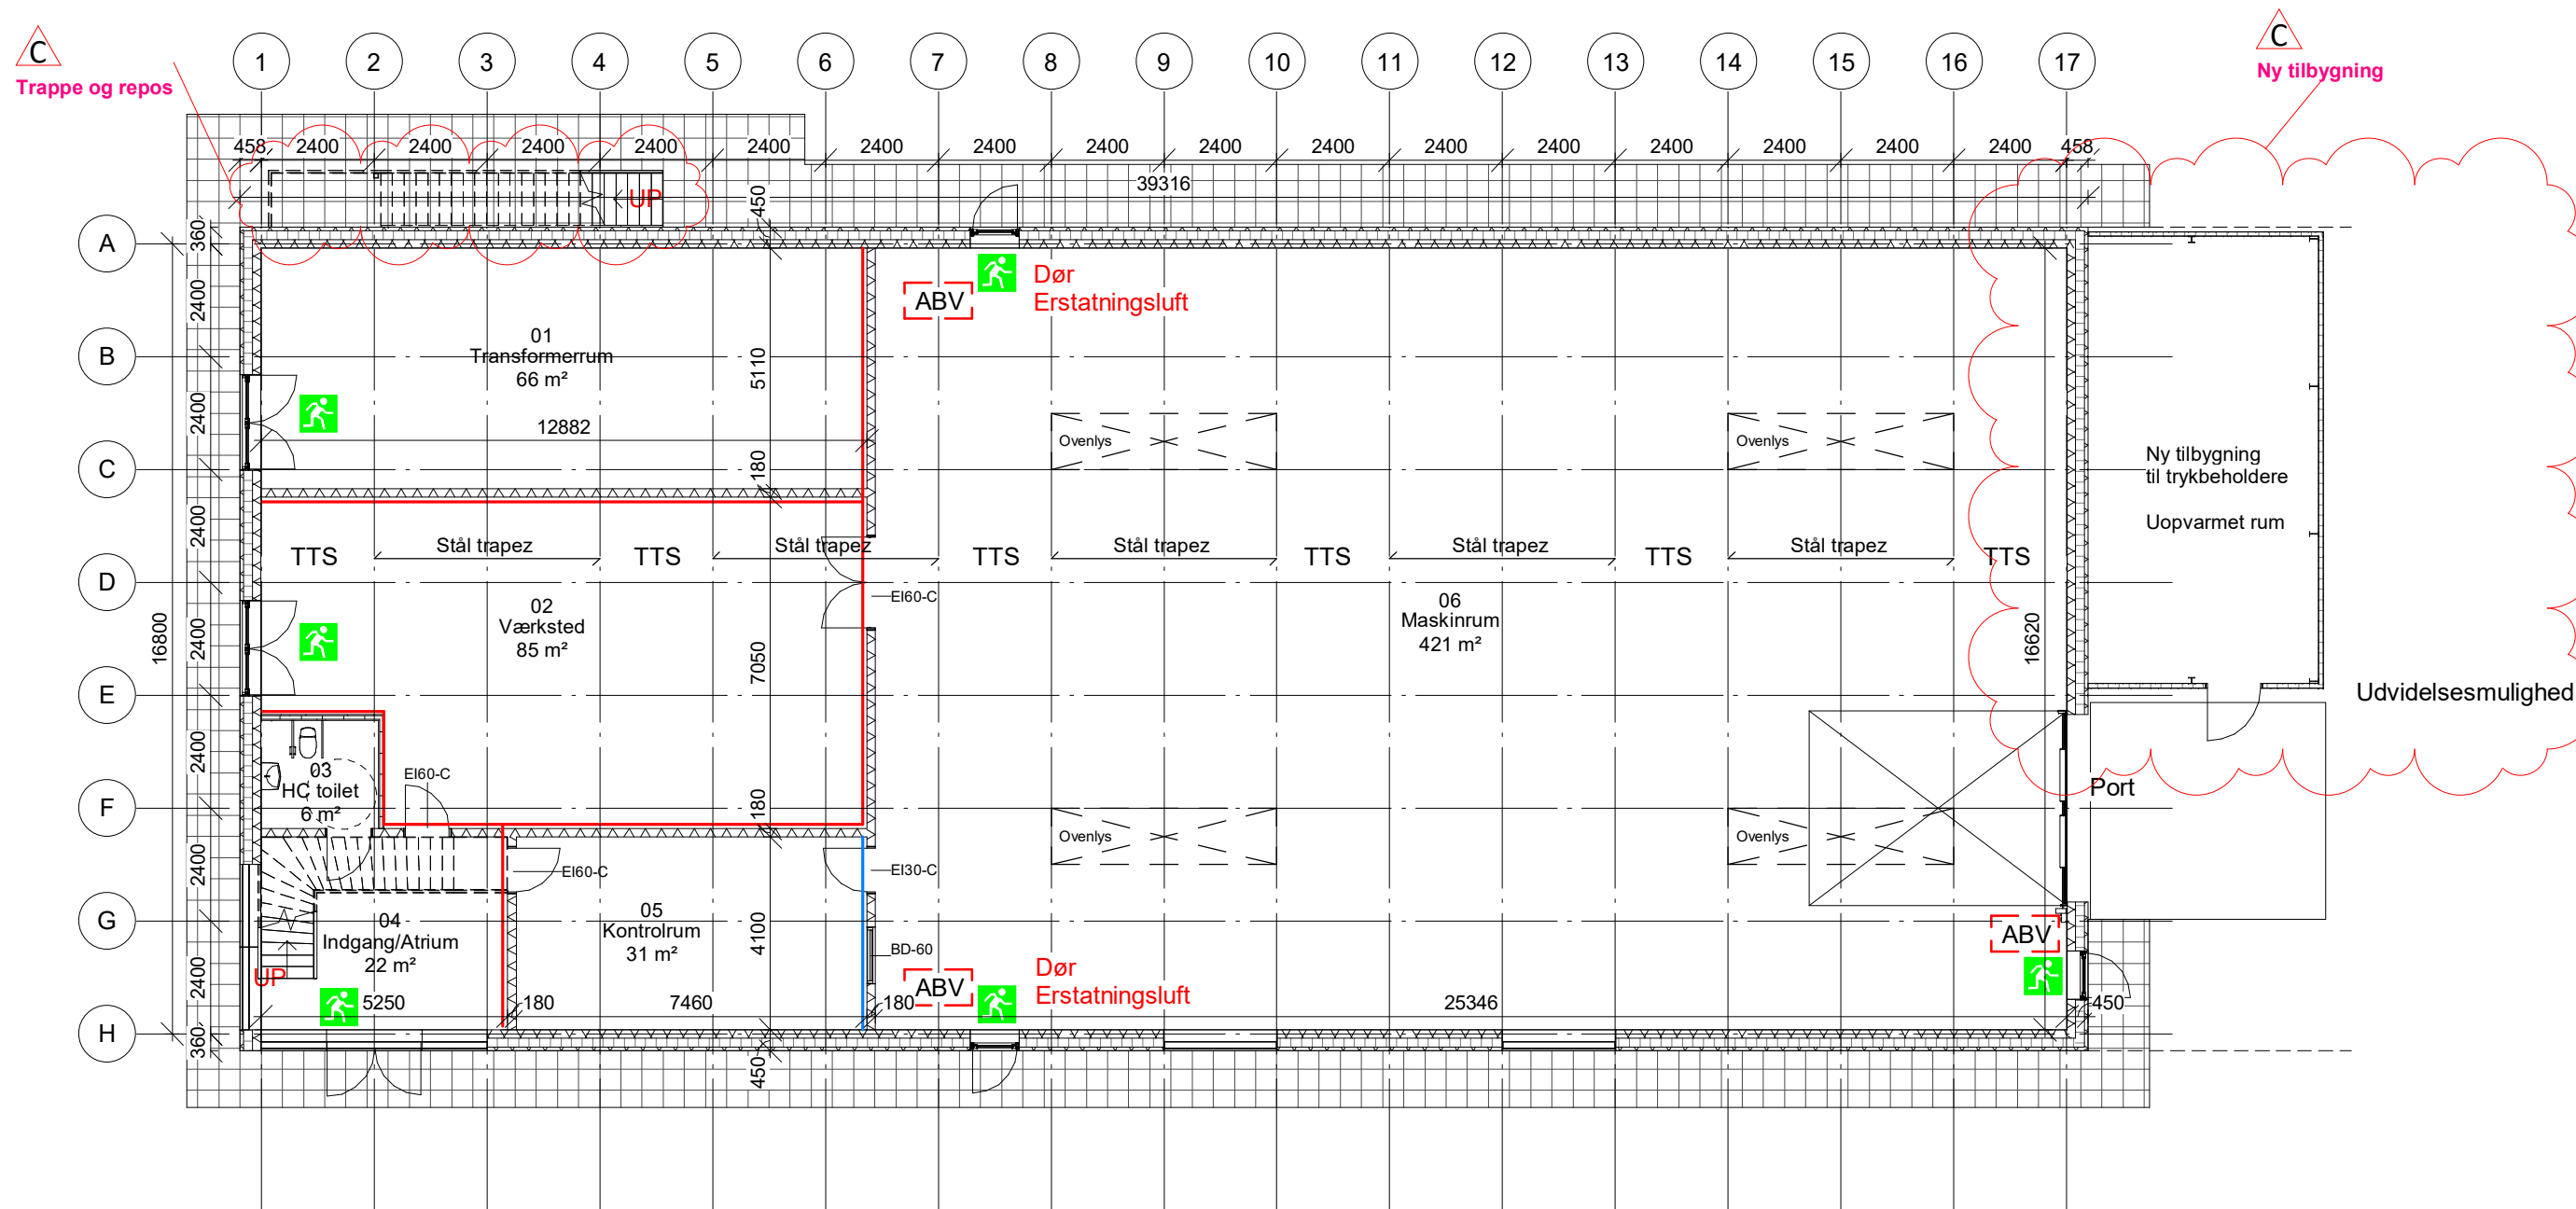 C
Trappe og repos
C
Ny tilbygning
1 2 3 4 5 6 7 8 9 10 11 12 13 14 15 16 17
458 2400 2400 2400 2400 2400 2400 2400 2400 2400 2400 2400 2400 2400 2400 2400 2400 458
39316
UP
450
A
B
C
D
E
F
G
H
360
2400
2400
2400
2400
2400
2400
2400
360
16800
01
Transformerrum
66 m²
5110
12882
180
ABV
Dør
Erstatningsluft
Ovenlys
Ovenlys
Ny tilbygning
til trykbeholdere
Uopvarmet rum
TTS
Stål trapez
TTS
Stål trapez
TTS
Stål trapez
TTS
Stål trapez
TTS
Stål trapez
TTS
EI60-C
02
Værksted
85 m²
7050
06
Maskinrum
421 m²
16620
Udvidelsesmulighed
03
HC toilet
6 m²
EI60-C
180
Ovenlys
Ovenlys
Port
EI60-C
EI30-C
04
Indgang/Atrium
22 m²
UP
05
Kontrolrum
31 m²
4100
BD-60
ABV
Dør
Erstatningsluft
ABV
5250
180
7460
180
25346
450
450